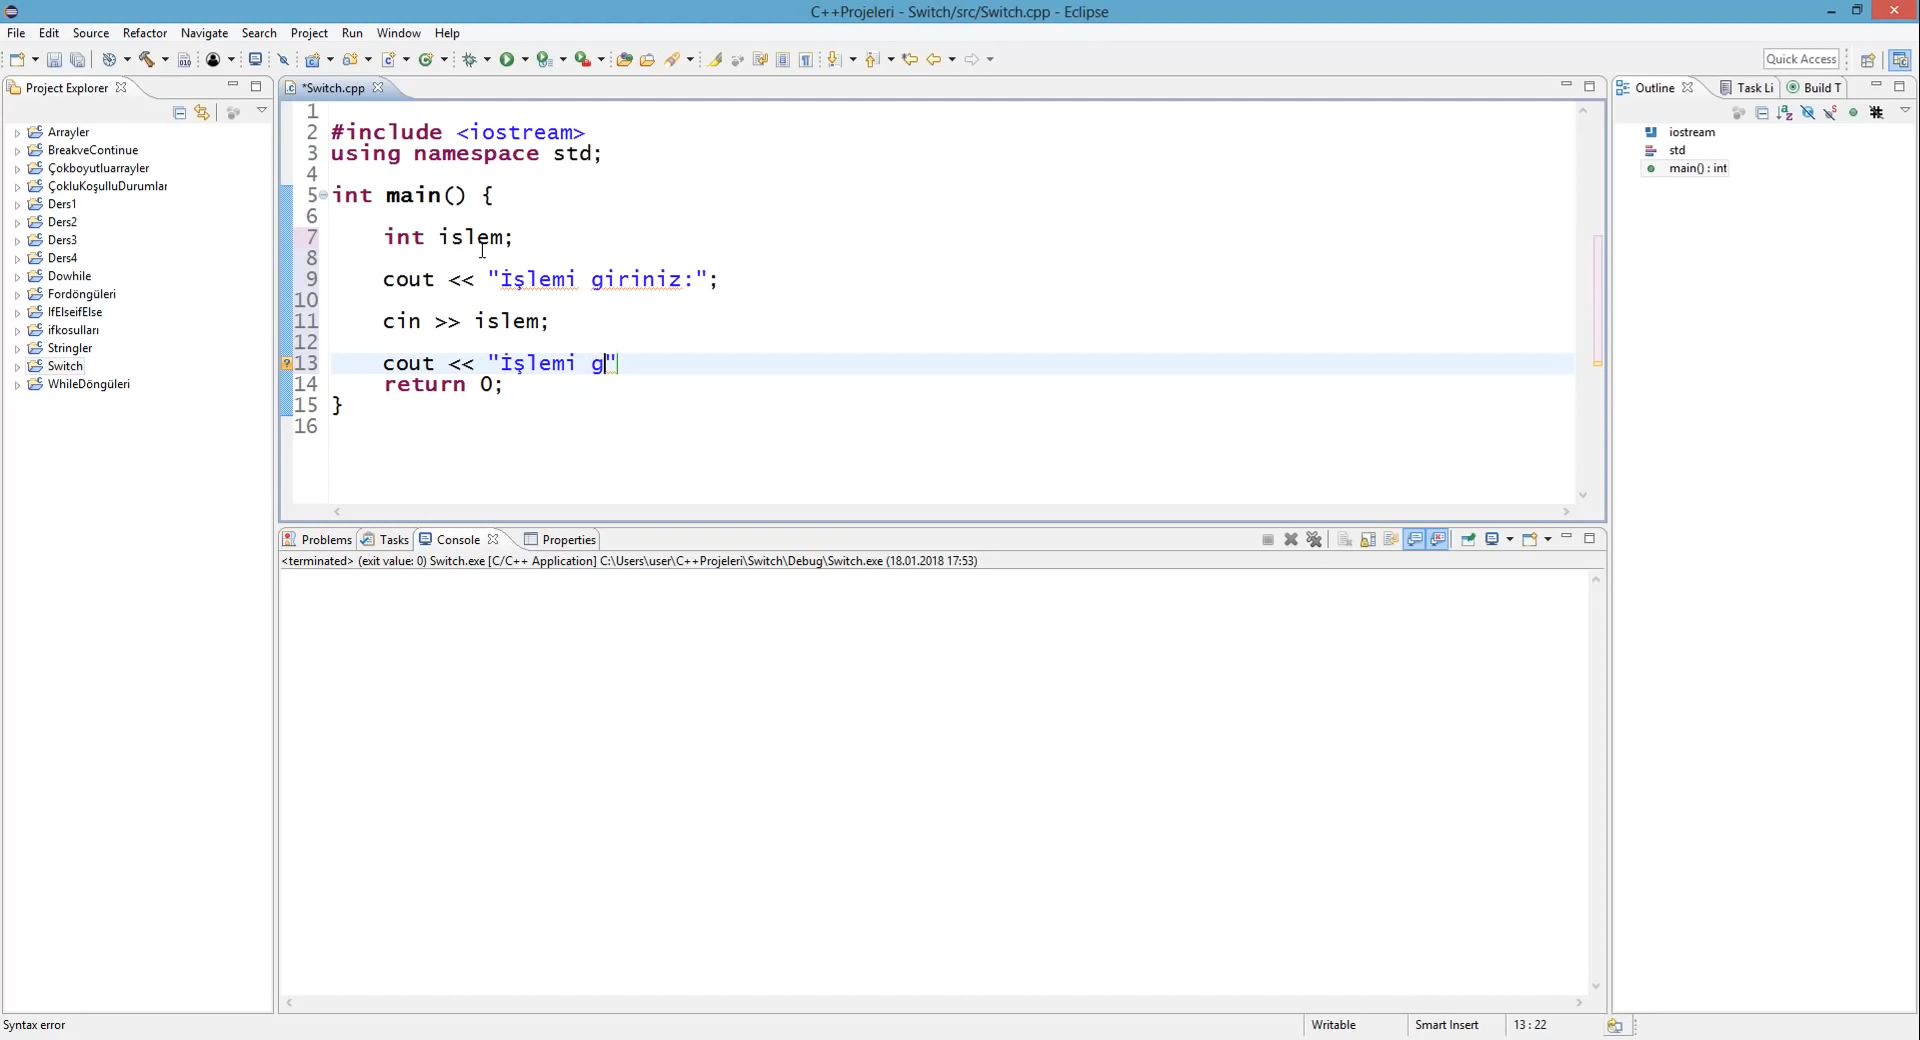 C++Projeleri - Switch/src/Switch.cpp - Eclipse
File Edit Source Refactor Navigate Search Project Run Window Help
Quick Access
Project Explorer
Arrayler
BreakveContinue
Çokboyutluarrayler
ÇokluKoşulluDurumlar
Ders1
Ders2
Ders3
Ders4
Dowhile
Fordöngüleri
IfElseifElse
ifkosulları
Stringler
Switch
WhileDöngüleri
*Switch.cpp
1
2 #include <iostream>
3 using namespace std;
4
5 int main() {
6
7 int islem;
8
9 cout << "İşlemi giriniz:";
10
11 cin >> islem;
12
13 cout << "İşlemi g"
14 return 0;
15 }
16
Outline Task Li Build T
iostream
std
main() : int
Problems Tasks Console Properties
<terminated> (exit value: 0) Switch.exe [C/C++ Application] C:\Users\user\C++Projeleri\Switch\Debug\Switch.exe (18.01.2018 17:53)
Syntax error Writable Smart Insert 13 : 22